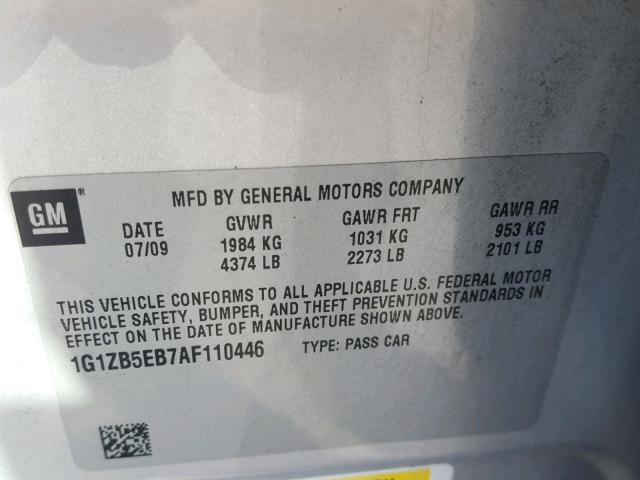 GM®
MFD BY GENERAL MOTORS COMPANY
DATE GVWR GAWR FRT GAWR RR
07/09 1984 KG 1031 KG 953 KG
4374 LB 2273 LB 2101 LB
THIS VEHICLE CONFORMS TO ALL APPLICABLE U.S. FEDERAL MOTOR
VEHICLE SAFETY, BUMPER, AND THEFT PREVENTION STANDARDS IN
EFFECT ON THE DATE OF MANUFACTURE SHOWN ABOVE.
1G1ZB5EB7AF110446 TYPE: PASS CAR